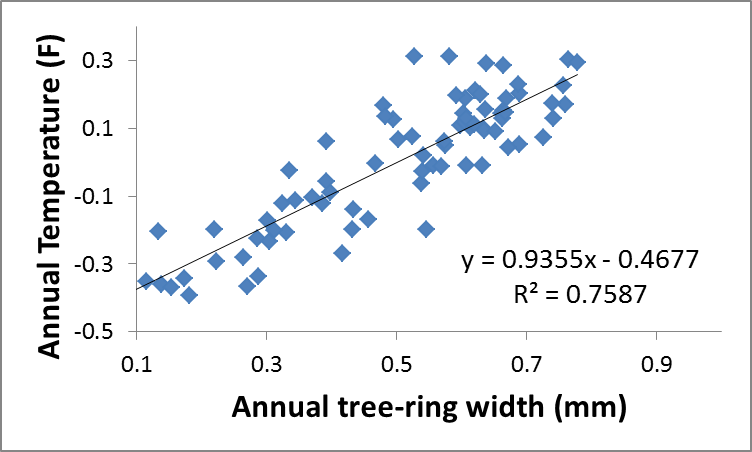 Annual Temperature (F)
0.3
0.1
-0.1
-0.3
-0.5
y = 0.9355x - 0.4677
R² = 0.7587
0.1 0.3 0.5 0.7 0.9
Annual tree-ring width (mm)